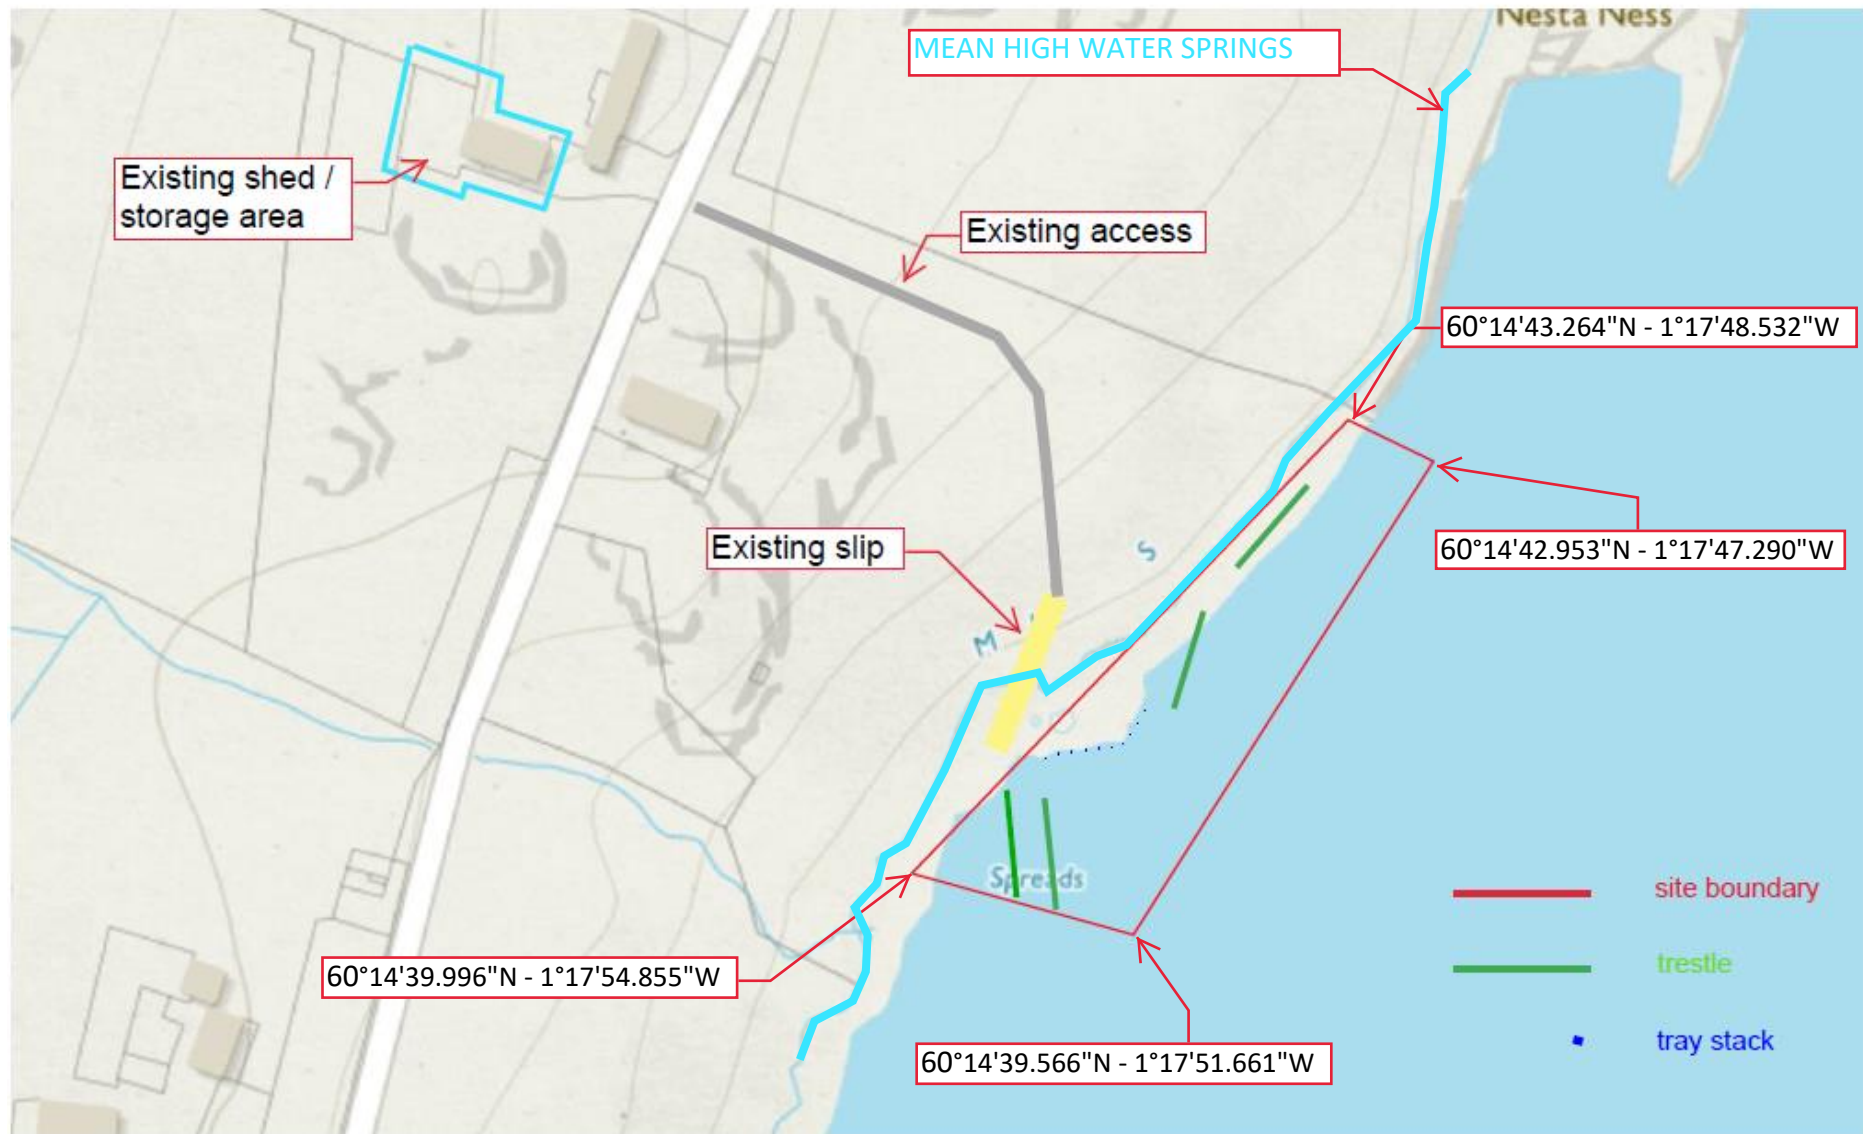 Nesta Ness
MEAN HIGH WATER SPRINGS
Existing shed /
storage area
Existing access
60°14'43.264"N - 1°17'48.532"W
Existing slip
60°14'42.953"N - 1°17'47.290"W
S
M
Spreads
site boundary
60°14'39.996"N - 1°17'54.855"W
trestle
tray stack
60°14'39.566"N - 1°17'51.661"W